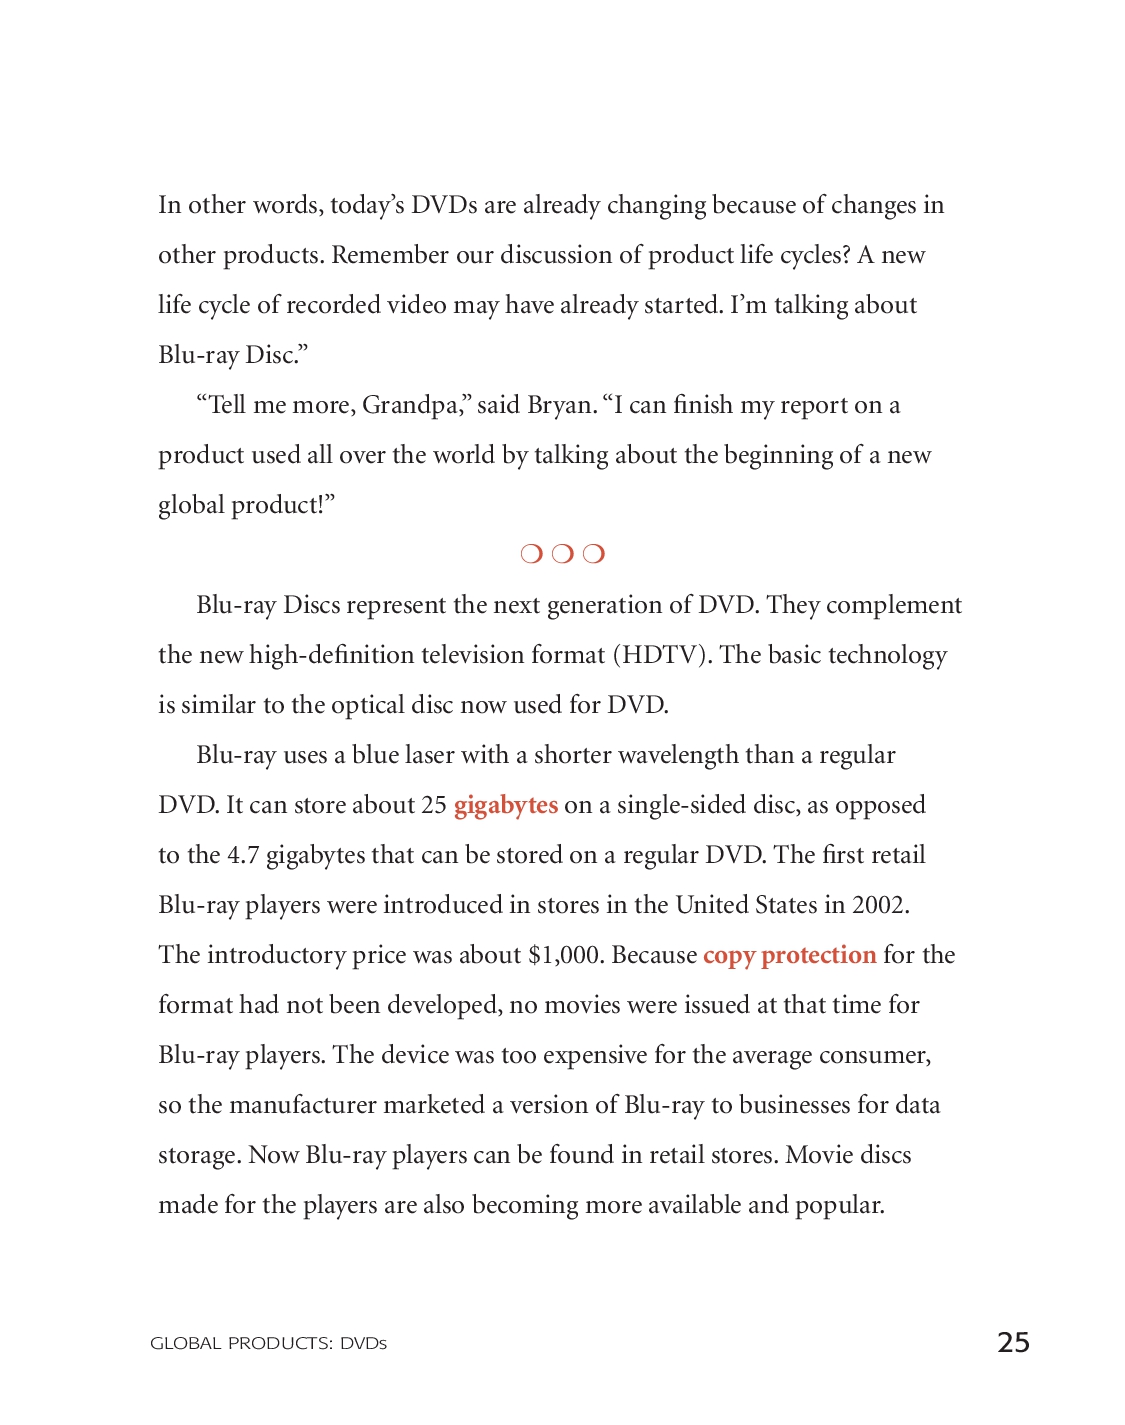 In other words, today’s DVDs are already changing because of changes in
other products. Remember our discussion of product life cycles? A new
life cycle of recorded video may have already started. I’m talking about
Blu-ray Disc.”
“Tell me more, Grandpa,” said Bryan. “I can finish my report on a
product used all over the world by talking about the beginning of a new
global product!”
❍ ❍ ❍
Blu-ray Discs represent the next generation of DVD. They complement
the new high-definition television format (HDTV). The basic technology
is similar to the optical disc now used for DVD.
Blu-ray uses a blue laser with a shorter wavelength than a regular
DVD. It can store about 25 gigabytes on a single-sided disc, as opposed
to the 4.7 gigabytes that can be stored on a regular DVD. The first retail
Blu-ray players were introduced in stores in the United States in 2002.
The introductory price was about $1,000. Because copy protection for the
format had not been developed, no movies were issued at that time for
Blu-ray players. The device was too expensive for the average consumer,
so the manufacturer marketed a version of Blu-ray to businesses for data
storage. Now Blu-ray players can be found in retail stores. Movie discs
made for the players are also becoming more available and popular.
GLOBAL PRODUCTS: DVDs 25